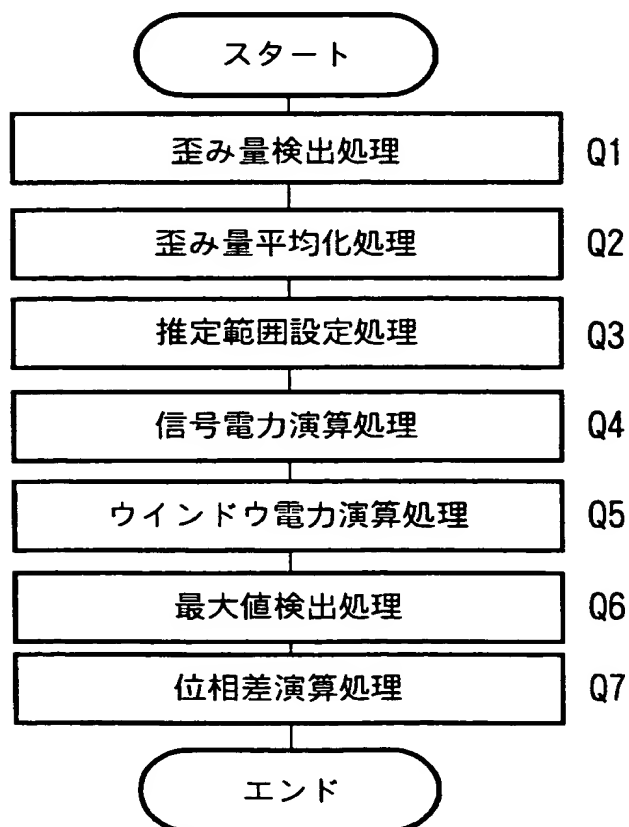 スタート
歪み量検出処理 Q1
歪み量平均化処理 Q2
推定範囲設定処理 Q3
信号電力演算処理 Q4
ウインドウ電力演算処理 Q5
最大値検出処理 Q6
位相差演算処理 Q7
エンド